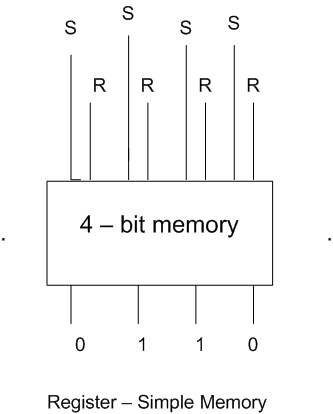 S S S S
R R R R
4 – bit memory
0 1 1 0
Register – Simple Memory